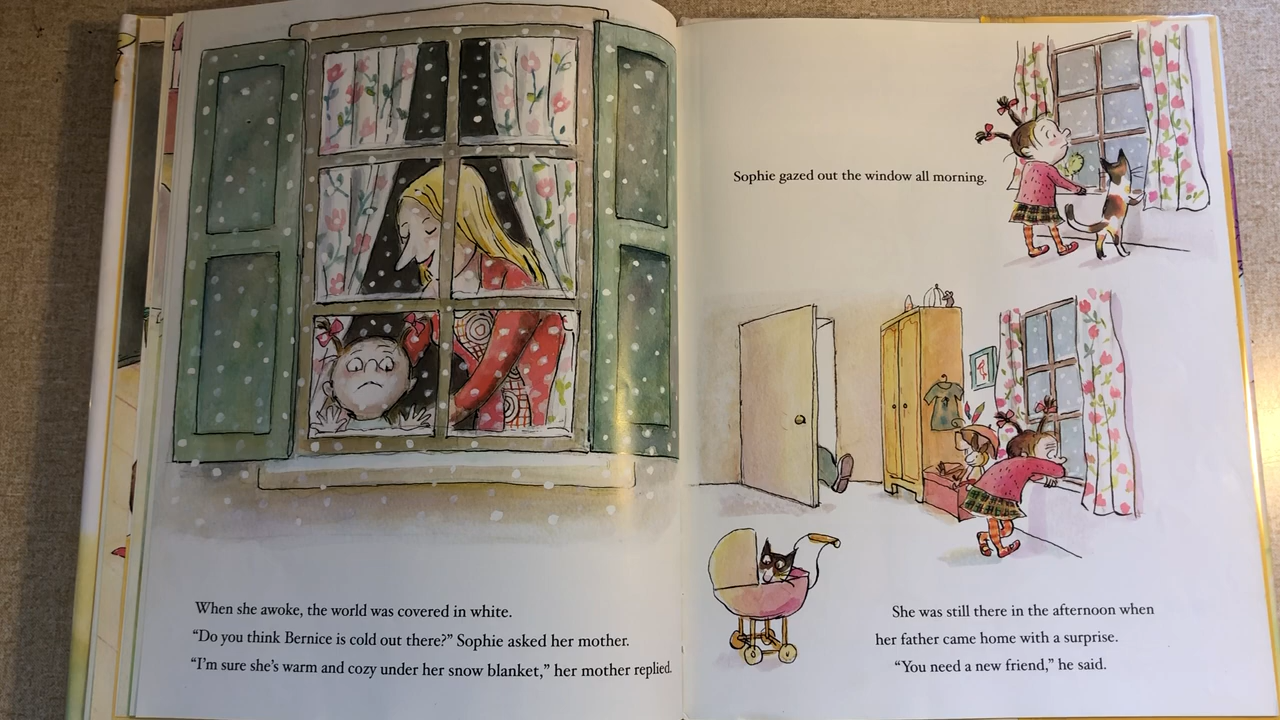 When she awoke, the world was covered in white.
“Do you think Bernice is cold out there?” Sophie asked her mother.
“I’m sure she’s warm and cozy under her snow blanket,” her mother replied.
Sophie gazed out the window all morning.
She was still there in the afternoon when
her father came home with a surprise.
“You need a new friend,” he said.